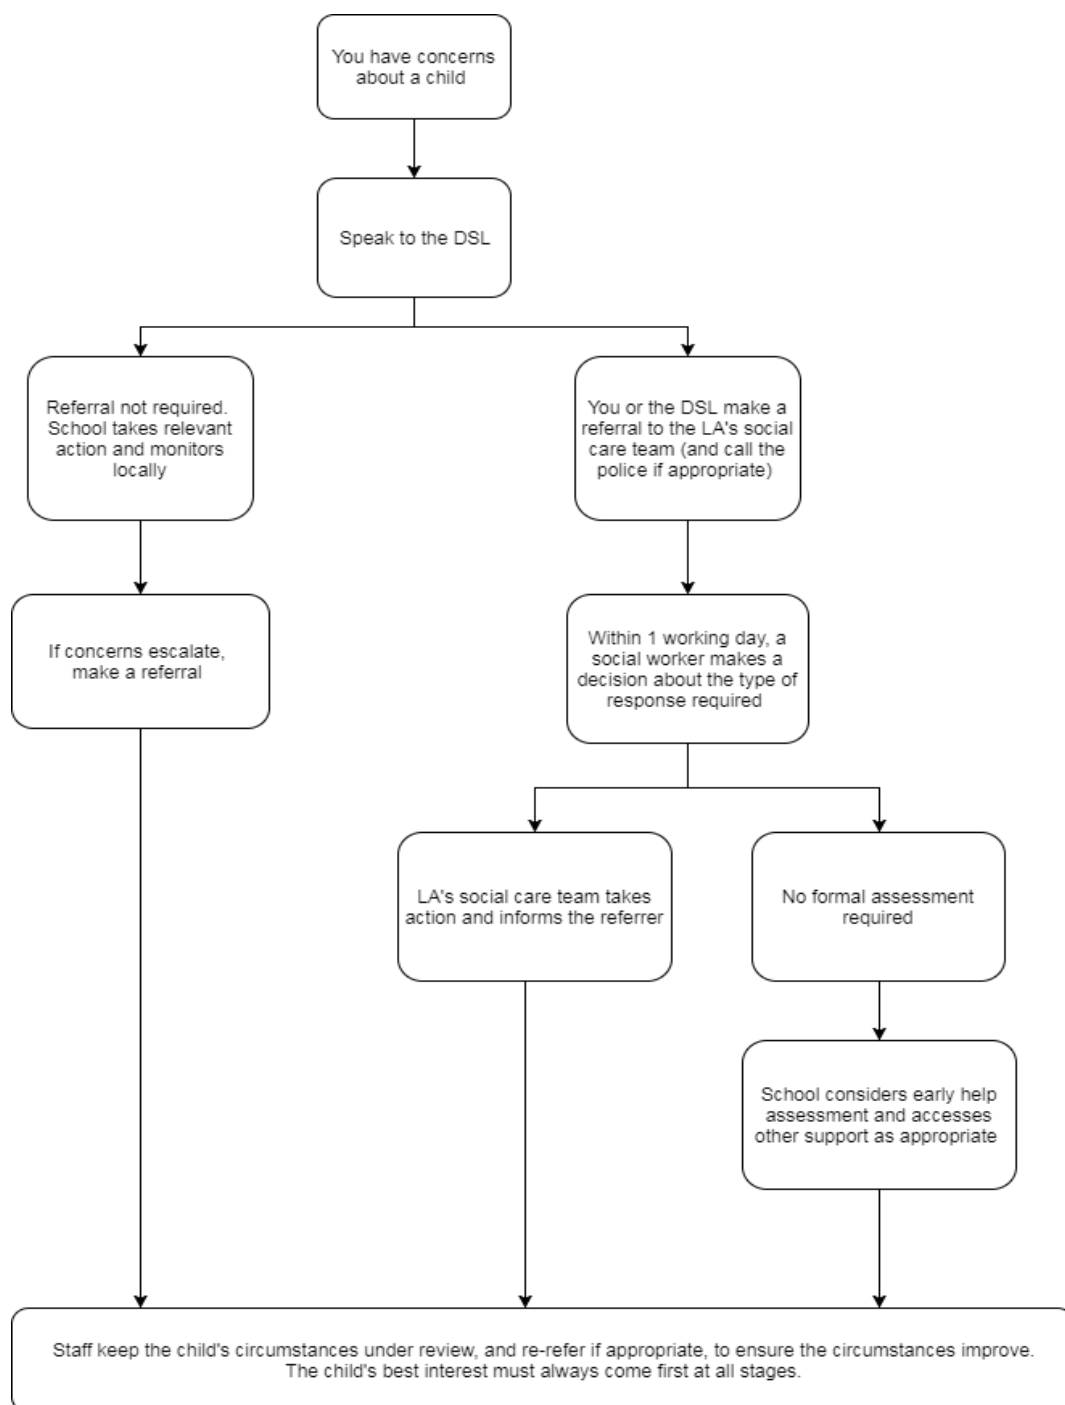 You have concerns
about a child
Speak to the DSL
Referral not required.
School takes relevant
action and monitors
locally
You or the DSL make a
referral to the LA's social
care team (and call the
police if appropriate)
If concerns escalate,
make a referral
Within 1 working day, a
social worker makes a
decision about the type of
response required
LA's social care team takes
action and informs the referrer
No formal assessment
required
School considers early help
assessment and accesses
other support as appropriate
Staff keep the child's circumstances under review, and re-refer if appropriate, to ensure the circumstances improve.
The child's best interest must always come first at all stages.